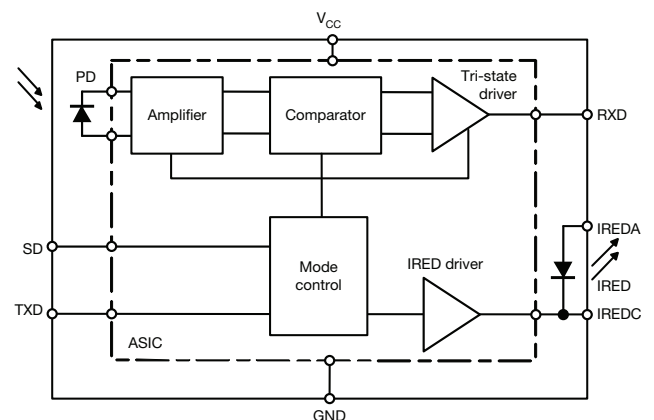 VCC
PD
Amplifier
Comparator
Tri-state
driver
RXD
IREDA
SD
Mode
control
IRED driver
IRED
TXD
IREDC
ASIC
GND